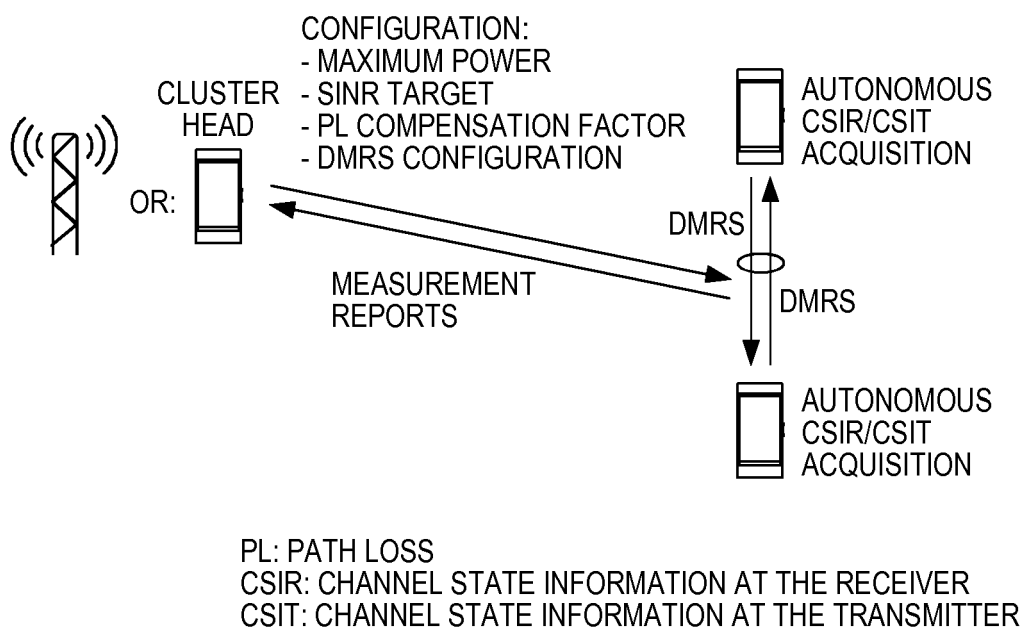 CONFIGURATION:
- MAXIMUM POWER
- SINR TARGET
- PL COMPENSATION FACTOR
- DMRS CONFIGURATION
CLUSTER
HEAD
OR:
MEASUREMENT
REPORTS
AUTONOMOUS
CSIR/CSIT
ACQUISITION
DMRS
DMRS
AUTONOMOUS
CSIR/CSIT
ACQUISITION
PL: PATH LOSS
CSIR: CHANNEL STATE INFORMATION AT THE RECEIVER
CSIT: CHANNEL STATE INFORMATION AT THE TRANSMITTER